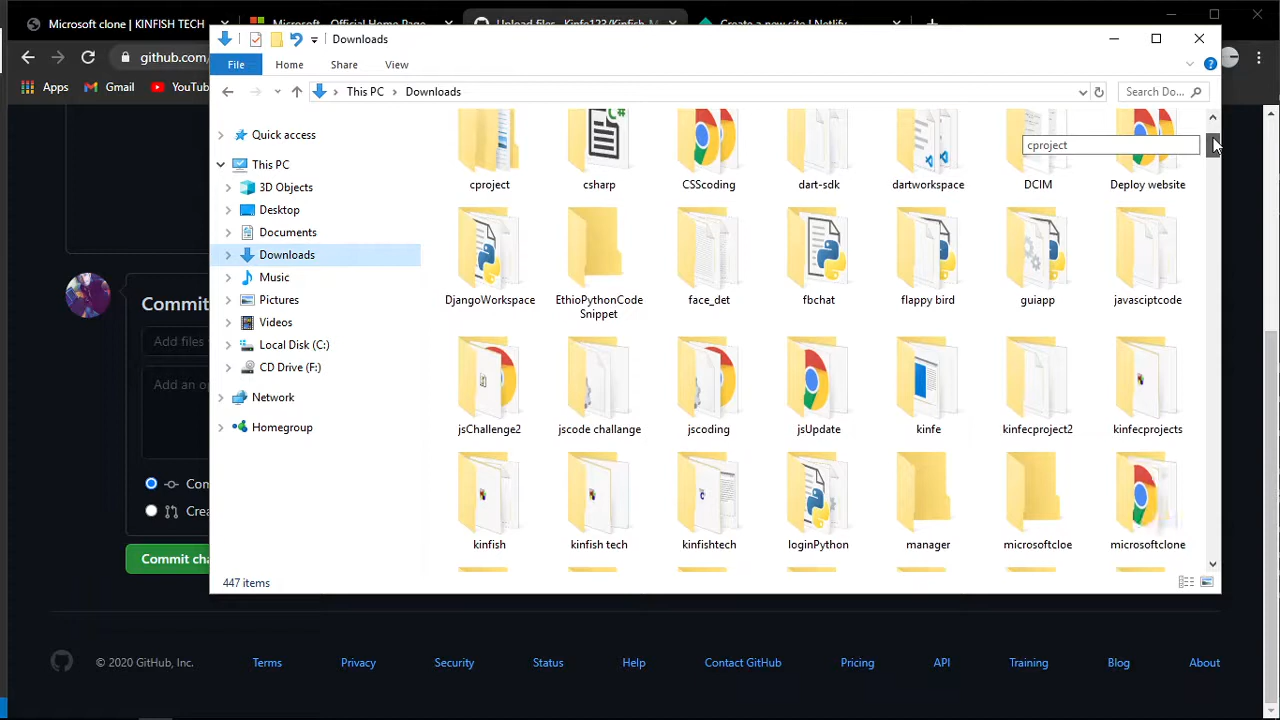 Microsoft clone | KINFISH TECH
Microsoft - Official Home Page
Upload files · Kinfe123/Kinfish-M
Create a new site | Netlify
github.com/
Apps
Gmail
YouTub
Downloads
File
Home
Share
View
This PC > Downloads
Search Do...
Quick access
This PC
3D Objects
Desktop
Documents
Downloads
Music
Pictures
Videos
Local Disk (C:)
CD Drive (F:)
Network
Homegroup
cproject
cproject
csharp
CSScoding
dart-sdk
dartworkspace
DCIM
Deploy website
DjangoWorkspace
EthioPythonCode
Snippet
face_det
fbchat
flappy bird
guiapp
javasciptcode
jsChallenge2
jscode challange
jscoding
jsUpdate
kinfe
kinfecproject2
kinfecprojects
kinfish
kinfish tech
kinfishtech
loginPython
manager
microsoftcloe
microsoftclone
447 items
Commit
Add files
Add an op
Com
Crea
Commit cha
© 2020 GitHub, Inc.
Terms
Privacy
Security
Status
Help
Contact GitHub
Pricing
API
Training
Blog
About